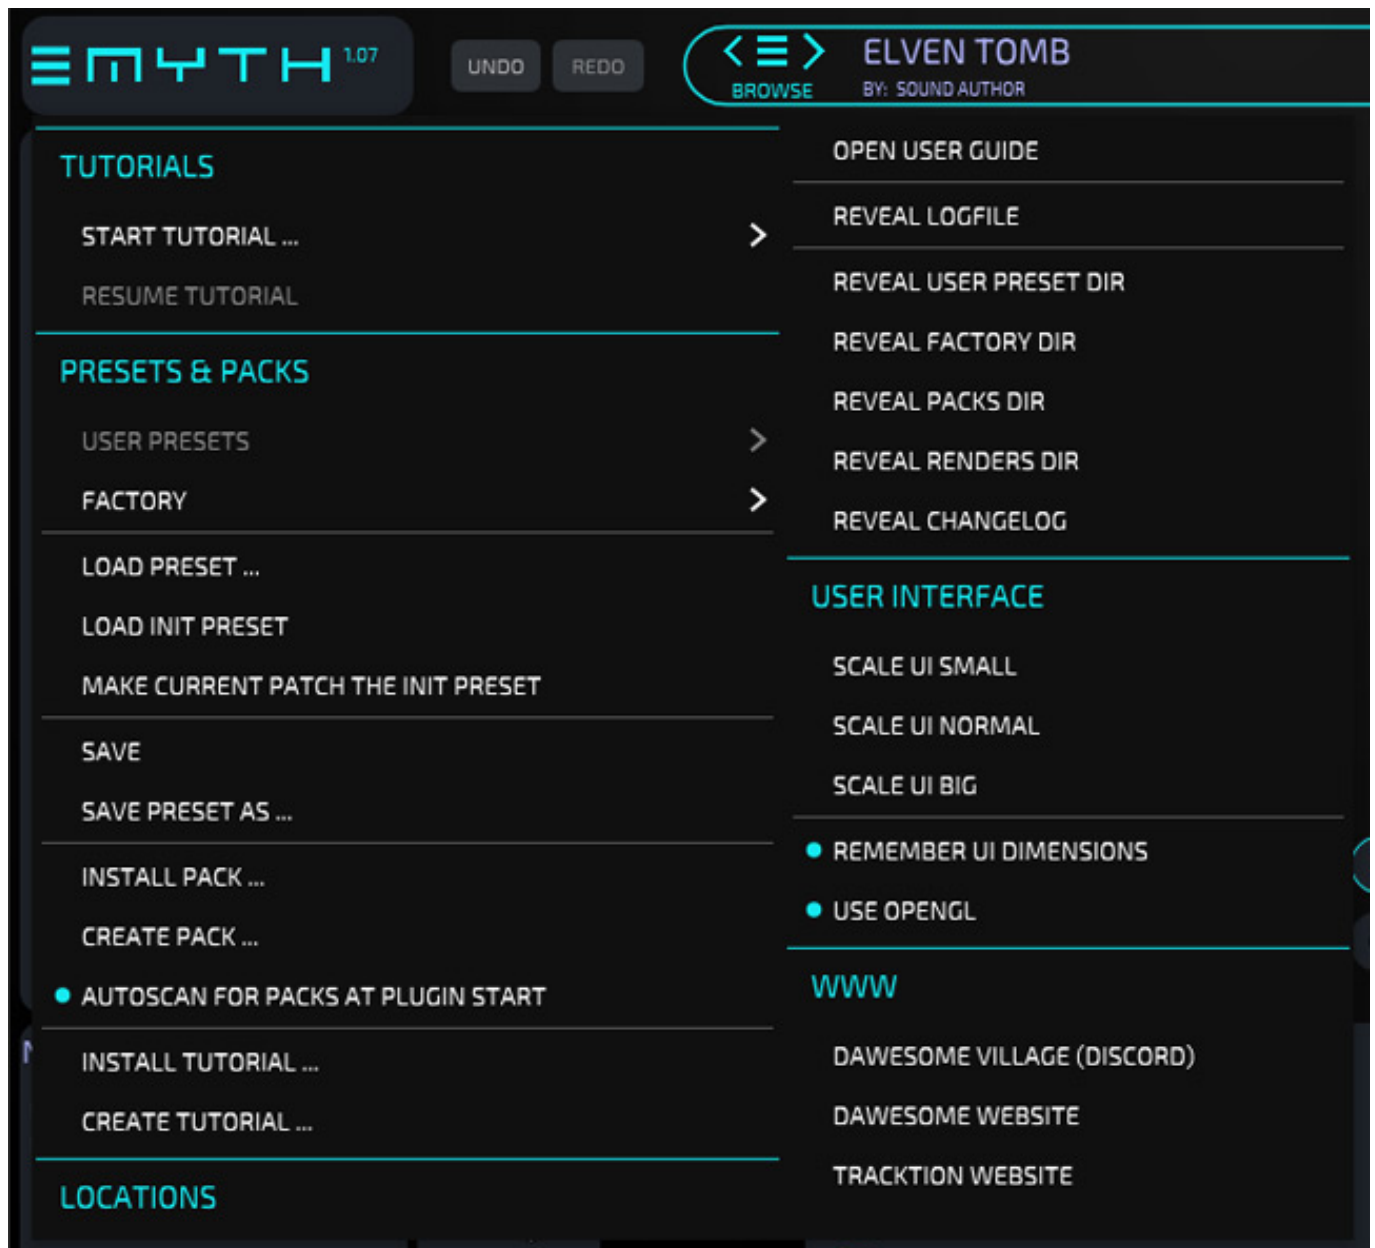 MYTH 1.07
UNDO
REDO
BROWSE
ELVEN TOMB
BY: SOUND AUTHOR
TUTORIALS
START TUTORIAL ...
RESUME TUTORIAL
PRESETS & PACKS
USER PRESETS
FACTORY
LOAD PRESET ...
LOAD INIT PRESET
MAKE CURRENT PATCH THE INIT PRESET
SAVE
SAVE PRESET AS ...
INSTALL PACK ...
CREATE PACK ...
AUTOSCAN FOR PACKS AT PLUGIN START
INSTALL TUTORIAL ...
CREATE TUTORIAL ...
LOCATIONS
OPEN USER GUIDE
REVEAL LOGFILE
REVEAL USER PRESET DIR
REVEAL FACTORY DIR
REVEAL PACKS DIR
REVEAL RENDERS DIR
REVEAL CHANGELOG
USER INTERFACE
SCALE UI SMALL
SCALE UI NORMAL
SCALE UI BIG
REMEMBER UI DIMENSIONS
USE OPENGL
WWW
DAWESOME VILLAGE (DISCORD)
DAWESOME WEBSITE
TRACKTION WEBSITE